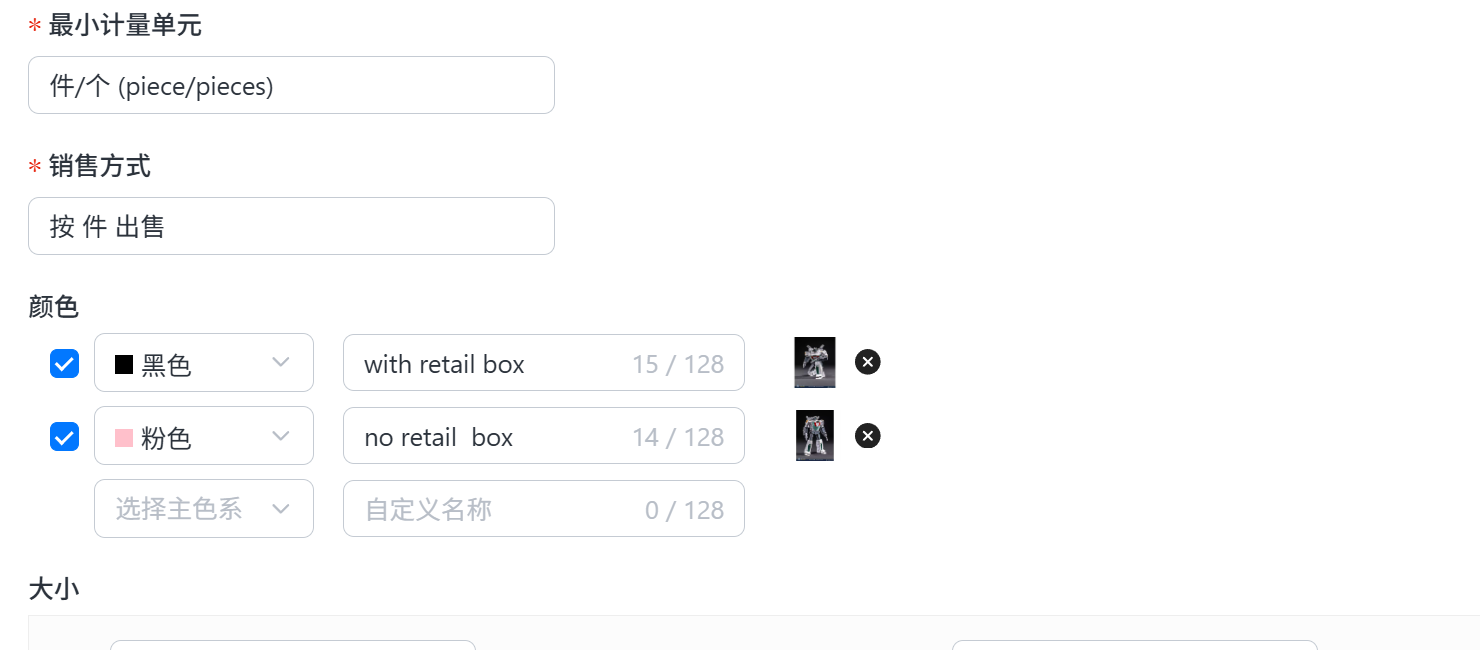 * 最小计量单元
件/个 (piece/pieces)
* 销售方式
按 件 出售
颜色
黑色 with retail box 15 / 128
粉色 no retail  box 14 / 128
选择主色系 自定义名称 0 / 128
大小